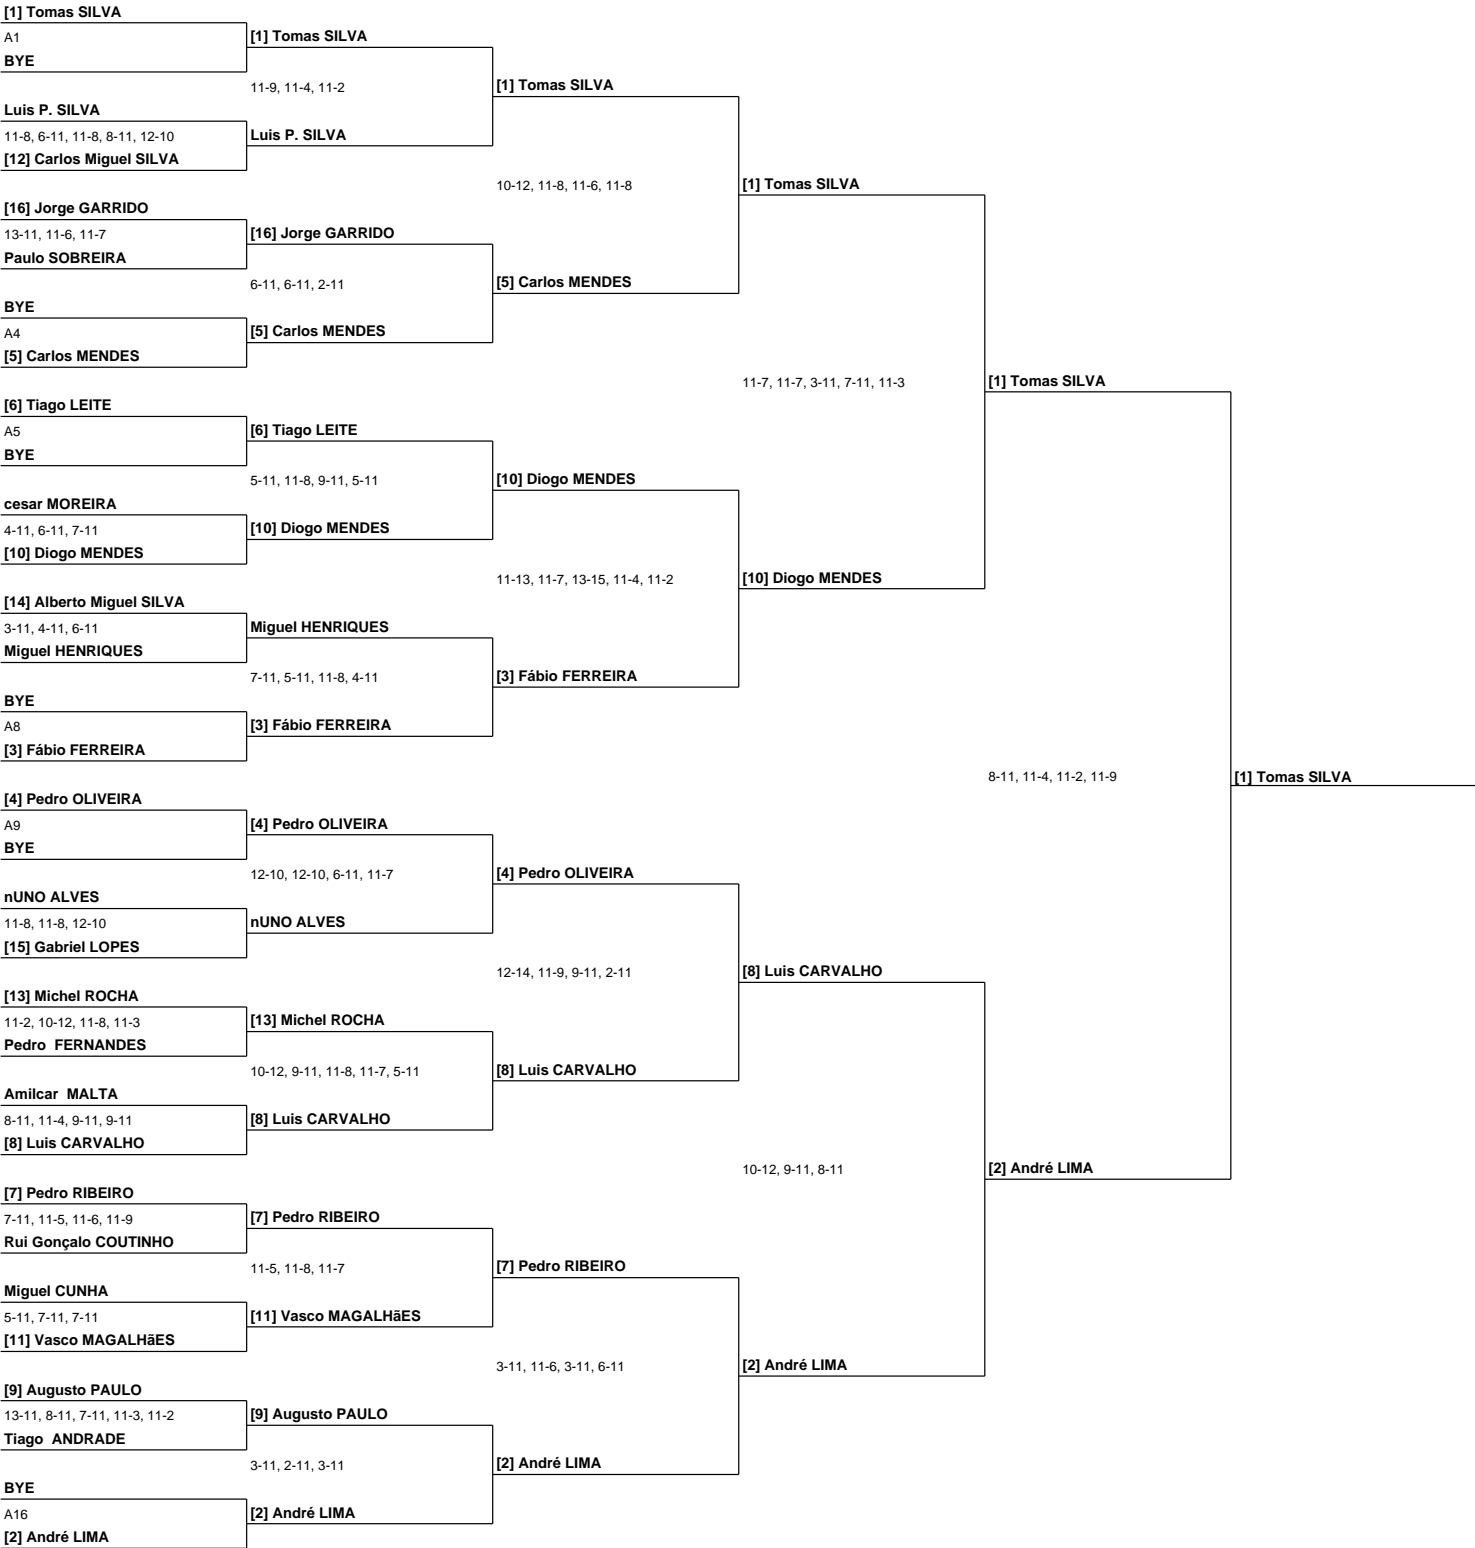 [1] Tomas SILVA
A1
BYE
Luis P. SILVA
11-8, 6-11, 11-8, 8-11, 12-10
[12] Carlos Miguel SILVA
[16] Jorge GARRIDO
13-11, 11-6, 11-7
Paulo SOBREIRA
BYE
A4
[5] Carlos MENDES
[6] Tiago LEITE
A5
BYE
cesar MOREIRA
4-11, 6-11, 7-11
[10] Diogo MENDES
[14] Alberto Miguel SILVA
3-11, 4-11, 6-11
Miguel HENRIQUES
BYE
A8
[3] Fábio FERREIRA
[4] Pedro OLIVEIRA
A9
BYE
nUNO ALVES
11-8, 11-8, 12-10
[15] Gabriel LOPES
[13] Michel ROCHA
11-2, 10-12, 11-8, 11-3
Pedro  FERNANDES
Amilcar  MALTA
8-11, 11-4, 9-11, 9-11
[8] Luis CARVALHO
[7] Pedro RIBEIRO
7-11, 11-5, 11-6, 11-9
Rui Gonçalo COUTINHO
Miguel CUNHA
5-11, 7-11, 7-11
[11] Vasco MAGALHãES
[9] Augusto PAULO
13-11, 8-11, 7-11, 11-3, 11-2
Tiago  ANDRADE
BYE
A16
[2] André LIMA
[1] Tomas SILVA
11-9, 11-4, 11-2
Luis P. SILVA
[16] Jorge GARRIDO
6-11, 6-11, 2-11
[5] Carlos MENDES
[6] Tiago LEITE
5-11, 11-8, 9-11, 5-11
[10] Diogo MENDES
Miguel HENRIQUES
7-11, 5-11, 11-8, 4-11
[3] Fábio FERREIRA
[4] Pedro OLIVEIRA
12-10, 12-10, 6-11, 11-7
nUNO ALVES
[13] Michel ROCHA
10-12, 9-11, 11-8, 11-7, 5-11
[8] Luis CARVALHO
[7] Pedro RIBEIRO
11-5, 11-8, 11-7
[11] Vasco MAGALHãES
[9] Augusto PAULO
3-11, 2-11, 3-11
[2] André LIMA
[1] Tomas SILVA
10-12, 11-8, 11-6, 11-8
[5] Carlos MENDES
[10] Diogo MENDES
11-13, 11-7, 13-15, 11-4, 11-2
[3] Fábio FERREIRA
[4] Pedro OLIVEIRA
12-14, 11-9, 9-11, 2-11
[8] Luis CARVALHO
[7] Pedro RIBEIRO
3-11, 11-6, 3-11, 6-11
[2] André LIMA
[1] Tomas SILVA
11-7, 11-7, 3-11, 7-11, 11-3
[10] Diogo MENDES
[8] Luis CARVALHO
10-12, 9-11, 8-11
[2] André LIMA
[1] Tomas SILVA
8-11, 11-4, 11-2, 11-9
[2] André LIMA
[1] Tomas SILVA